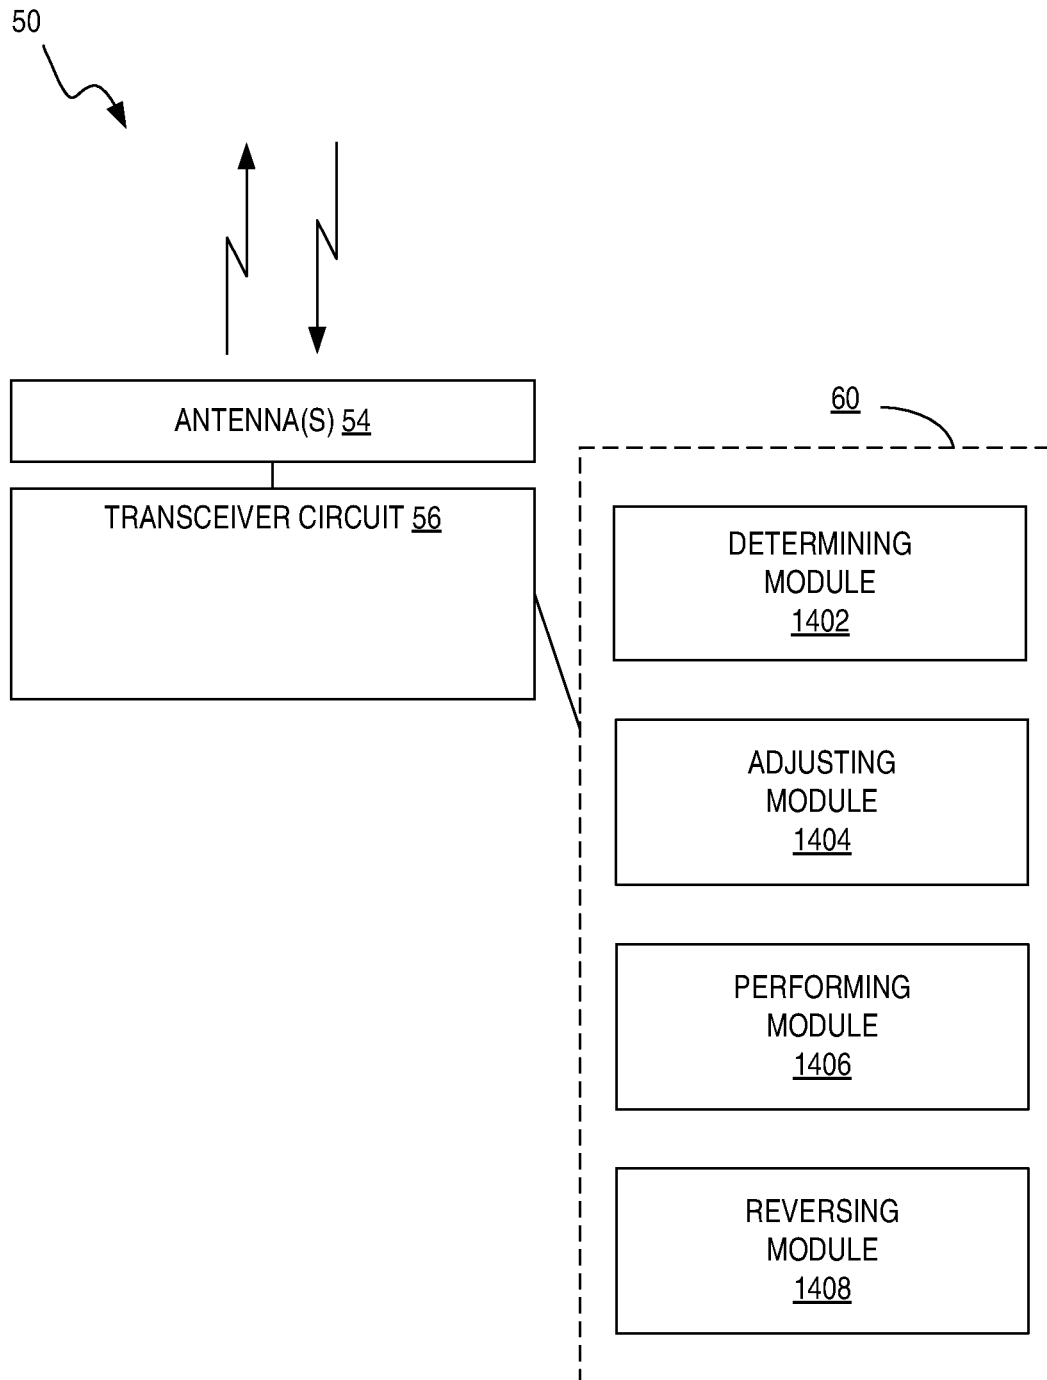 50
ANTENNA(S) 54
60
TRANSCEIVER CIRCUIT 56
DETERMINING
MODULE
1402
ADJUSTING
MODULE
1404
PERFORMING
MODULE
1406
REVERSING
MODULE
1408